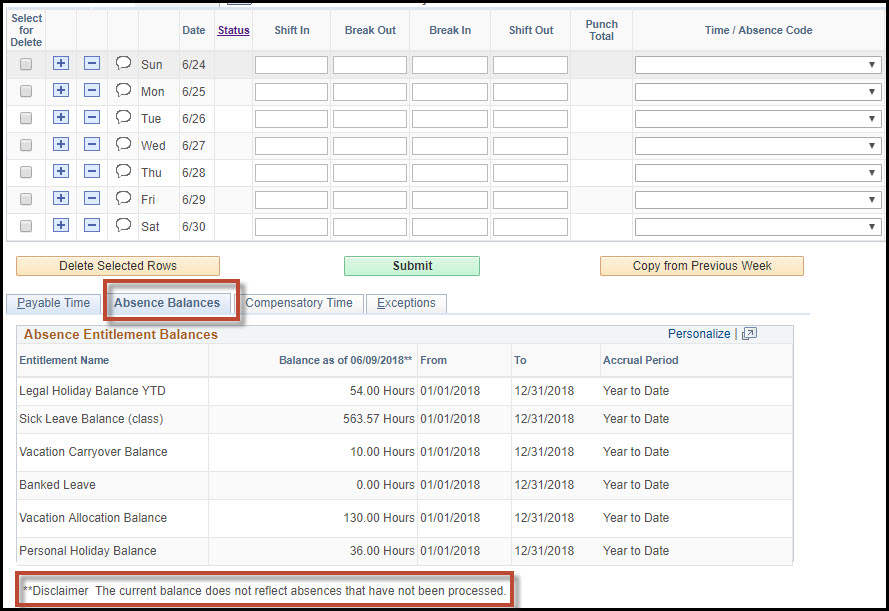 Select for Delete Date Status Shift In Break Out Break In Shift Out Punch Total Time / Absence Code
Sun 6/24
Mon 6/25
Tue 6/26
Wed 6/27
Thu 6/28
Fri 6/29
Sat 6/30
Delete Selected Rows Submit Copy from Previous Week
Payable Time Absence Balances Compensatory Time Exceptions
Absence Entitlement Balances Personalize |
Entitlement Name Balance as of 06/09/2018** From To Accrual Period
Legal Holiday Balance YTD 54.00 Hours 01/01/2018 12/31/2018 Year to Date
Sick Leave Balance (class) 563.57 Hours 01/01/2018 12/31/2018 Year to Date
Vacation Carryover Balance 10.00 Hours 01/01/2018 12/31/2018 Year to Date
Banked Leave 0.00 Hours 01/01/2018 12/31/2018 Year to Date
Vacation Allocation Balance 130.00 Hours 01/01/2018 12/31/2018 Year to Date
Personal Holiday Balance 36.00 Hours 01/01/2018 12/31/2018 Year to Date
**Disclaimer The current balance does not reflect absences that have not been processed.